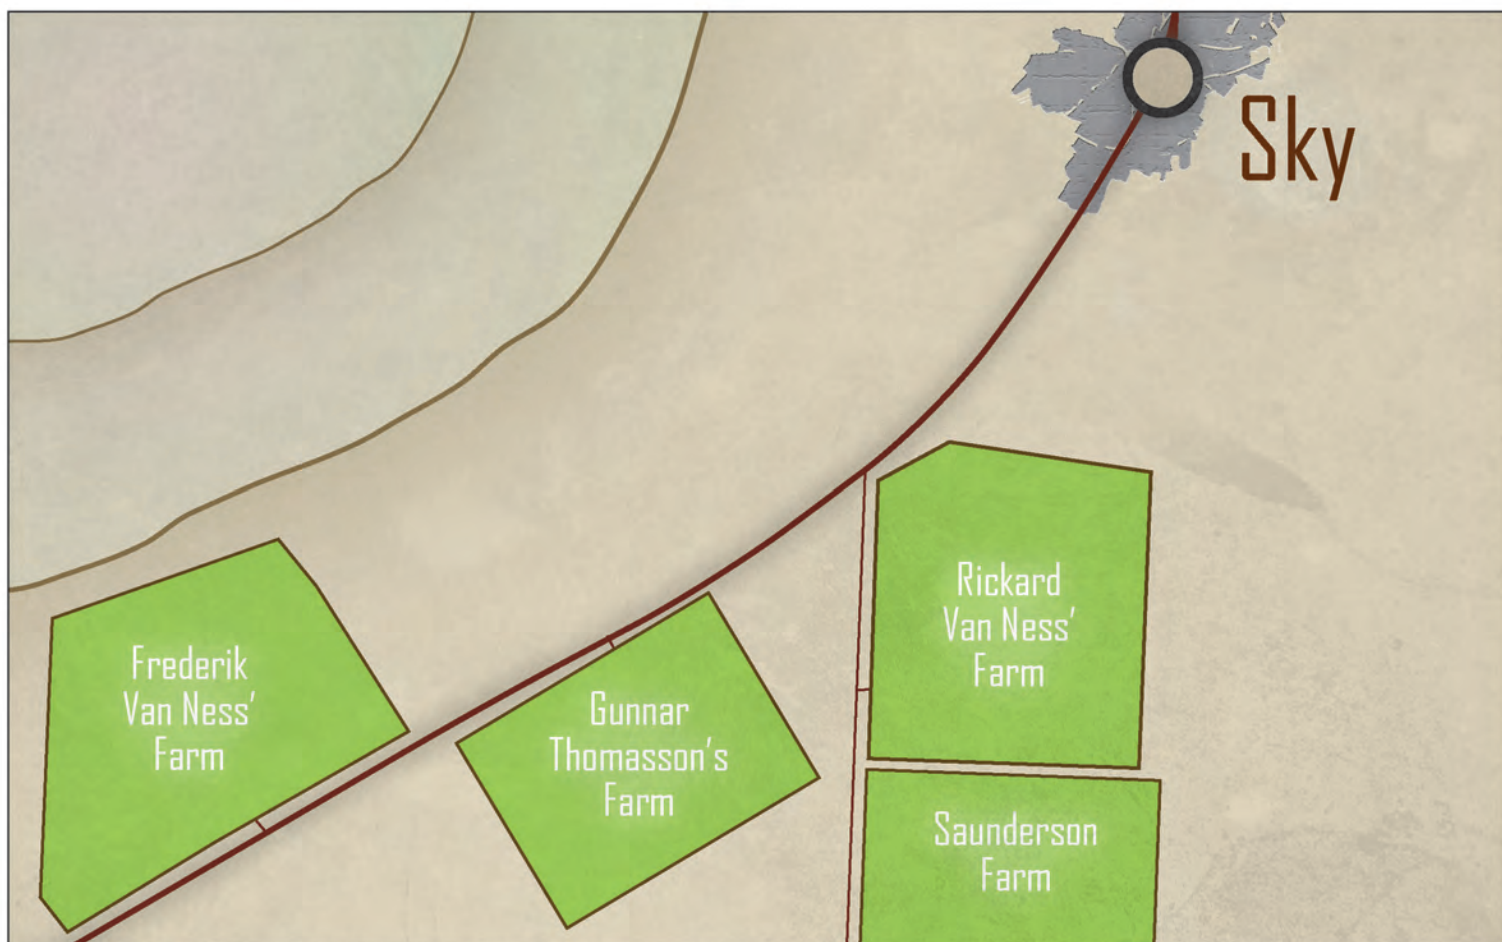 Sky
Rickard
Van Ness'
Farm
Frederik
Van Ness'
Farm
Gunnar
Thomasson's
Farm
Saunderson
Farm